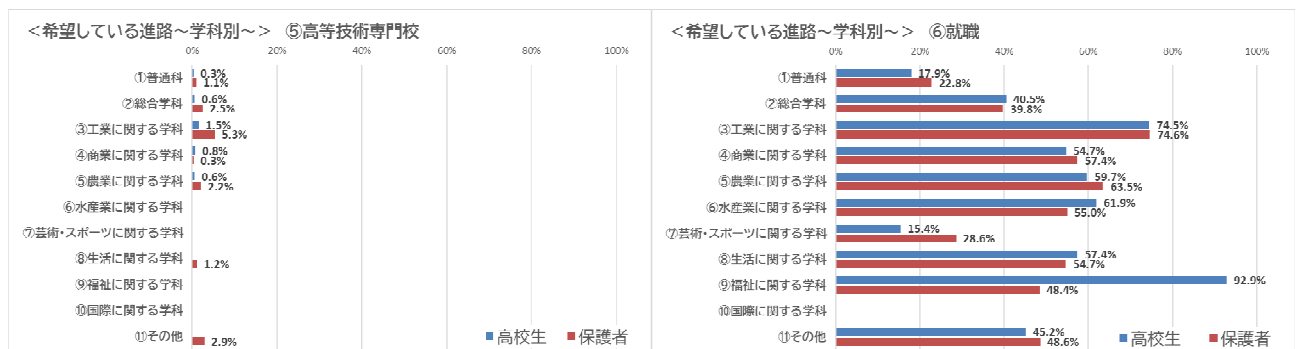 ＜希望している進路～学科別～＞ ⑤高等技術専門校
0% 20% 40% 60% 80% 100%
①普通科 0.3% 1.1%
②総合学科 0.6% 2.5%
③工業に関する学科 1.5% 5.3%
④商業に関する学科 0.8% 0.3%
⑤農業に関する学科 0.6% 2.2%
⑥水産業に関する学科
⑦芸術・スポーツに関する学科
⑧生活に関する学科 1.2%
⑨福祉に関する学科
⑩国際に関する学科
⑪その他 2.9%
高校生 保護者
＜希望している進路～学科別～＞ ⑥就職
0% 20% 40% 60% 80% 100%
①普通科 17.9% 22.8%
②総合学科 40.5% 39.8%
③工業に関する学科 74.5% 74.6%
④商業に関する学科 54.7% 57.4%
⑤農業に関する学科 59.7% 63.5%
⑥水産業に関する学科 61.9% 55.0%
⑦芸術・スポーツに関する学科 15.4% 28.6%
⑧生活に関する学科 57.4% 54.7%
⑨福祉に関する学科 92.9% 48.4%
⑩国際に関する学科
⑪その他 45.2% 48.6%
高校生 保護者